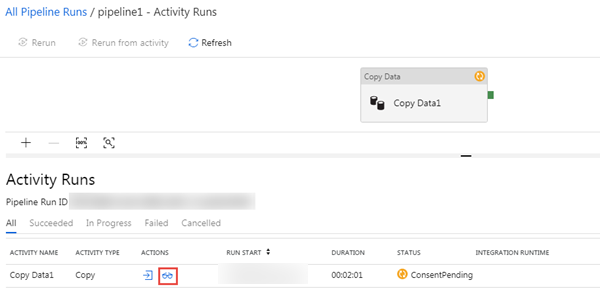 All Pipeline Runs / pipeline1 - Activity Runs
Rerun Rerun from activity Refresh
Copy Data
Copy Data1
100%
Activity Runs
Pipeline Run ID
All Succeeded In Progress Failed Cancelled
ACTIVITY NAME ACTIVITY TYPE ACTIONS RUN START DURATION STATUS INTEGRATION RUNTIME
Copy Data1 Copy 00:02:01 ConsentPending